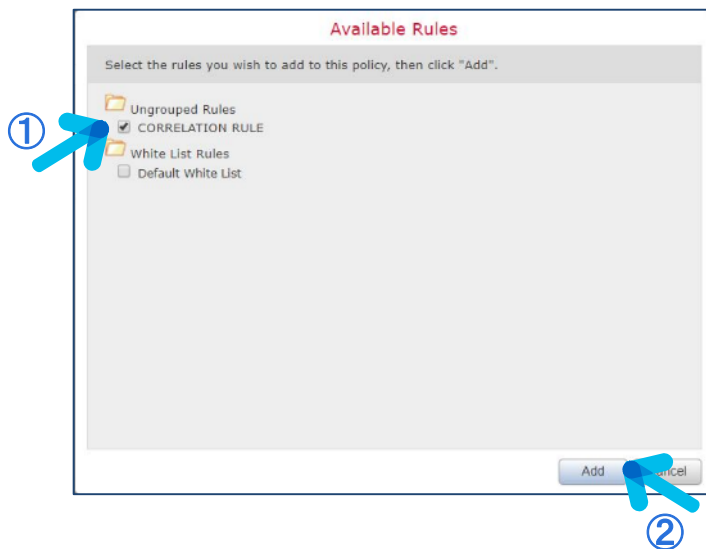 Available Rules
Select the rules you wish to add to this policy, then click "Add".
Ungrouped Rules
① CORRELATION RULE
White List Rules
Default White List
Add
②